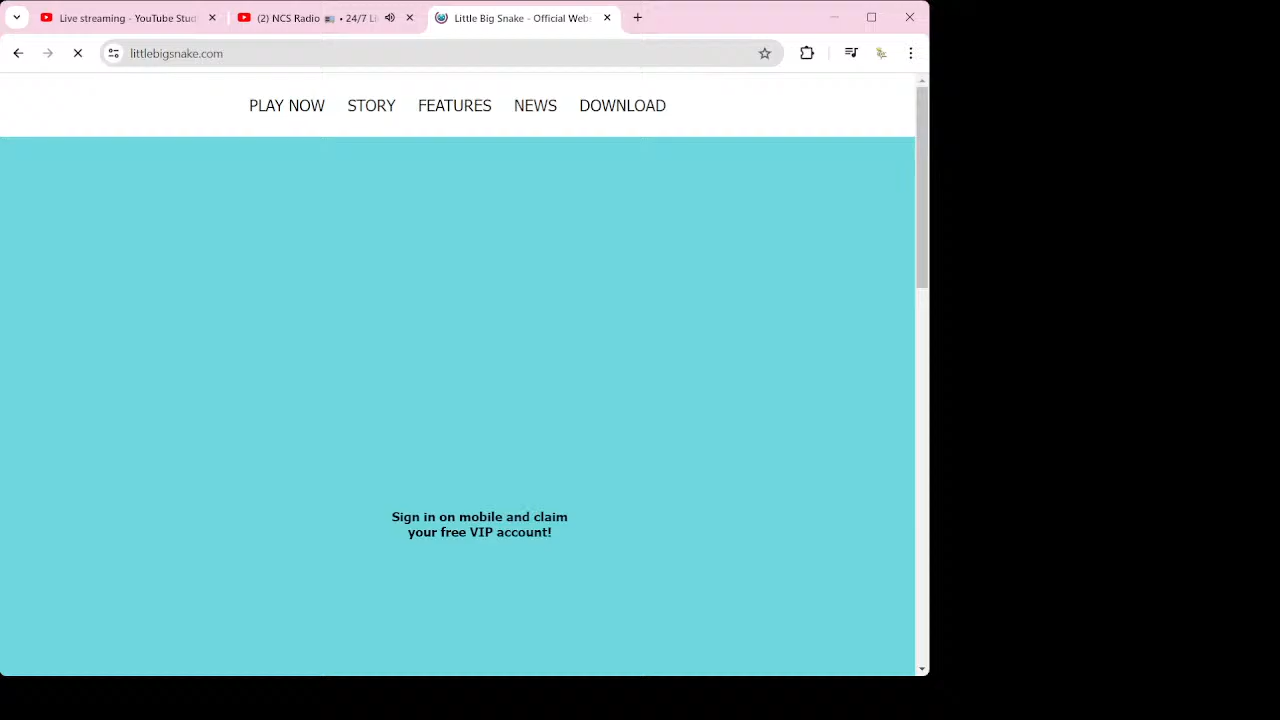 Live streaming - YouTube Stud
(2) NCS Radio 📻 • 24/7 Li
Little Big Snake - Official Webs
littlebigsnake.com
PLAY NOW
STORY
FEATURES
NEWS
DOWNLOAD
Sign in on mobile and claim
your free VIP account!